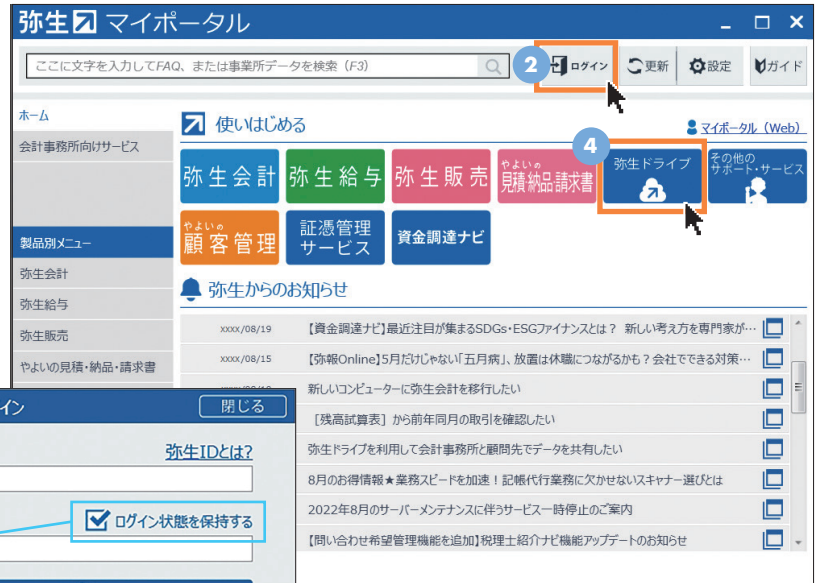 弥生 マイポータル
ここに文字を入力してFAQ、または事業所データを検索（F3）
2
ログイン
更新
設定
ガイド
ホーム
会計事務所向けサービス
製品別メニュー
弥生会計
弥生給与
弥生販売
やよいの見積・納品・請求書
使いはじめる
マイポータル（Web）
4
弥生会計
弥生給与
弥生販売
やよいの
見積納品請求書
弥生ドライブ
その他の
サポート・サービス
やよいの
顧客管理
証憑管理
サービス
資金調達ナビ
弥生からのお知らせ
xxxx/08/19 【資金調達ナビ】最近注目が集まるSDGs・ESGファイナンスとは？ 新しい考え方を専門家が…
xxxx/08/15 【弥報Online】5月だけじゃない「五月病」、放置は休職につながるかも？会社でできる対策…
新しいコンピューターに弥生会計を移行したい
［残高試算表］から前年同月の取引を確認したい
弥生ドライブを利用して会計事務所と顧問先でデータを共有したい
8月のお得情報★業務スピードを加速！記帳代行業務に欠かせないスキャナー選びとは
2022年8月のサーバーメンテナンスに伴うサービス一時停止のご案内
【問い合わせ希望管理機能を追加】税理士紹介ナビ機能アップデートのお知らせ
イン
閉じる
弥生IDとは?
ログイン状態を保持する